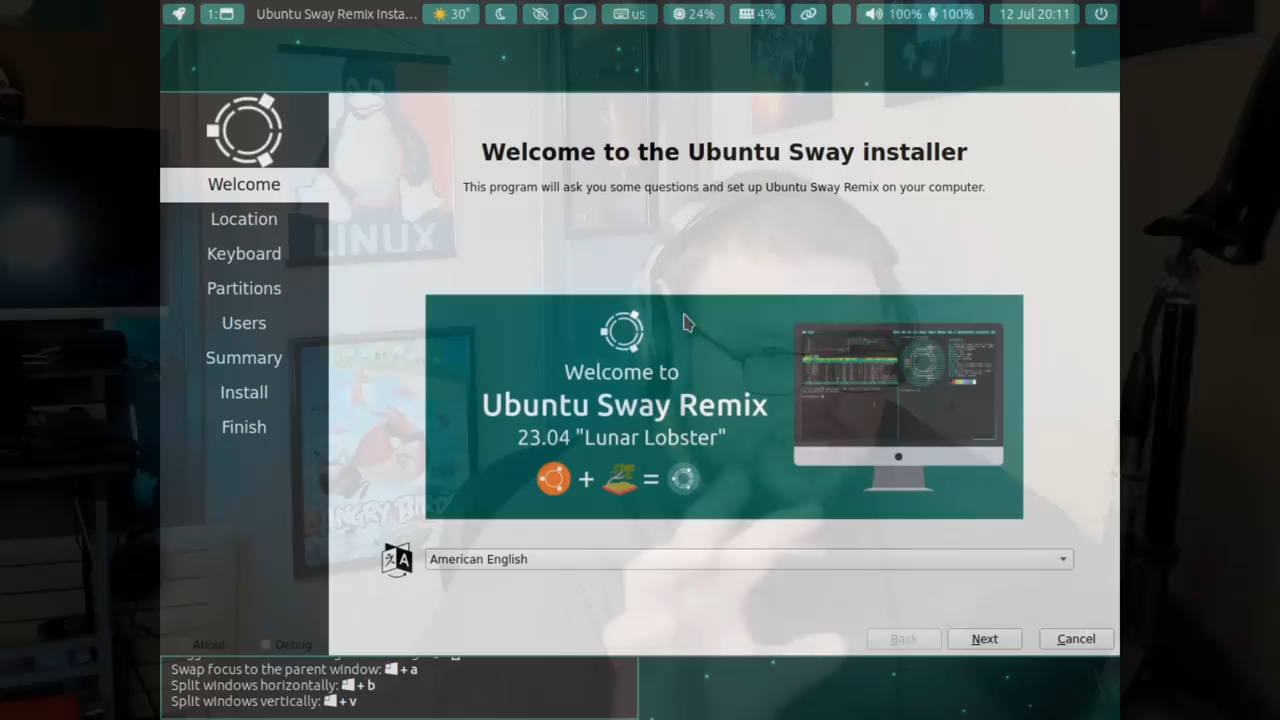 1:
Ubuntu Sway Remix Insta...
30°
us
24%
4%
100%
100%
12 Jul 20:11
Welcome
Location
Keyboard
Partitions
Users
Summary
Install
Finish
About
Debug
LINUX
ANGRY BIRDS
Welcome to the Ubuntu Sway installer
This program will ask you some questions and set up Ubuntu Sway Remix on your computer.
Welcome to
Ubuntu Sway Remix
23.04 "Lunar Lobster"
+ =
American English
Back
Next
Cancel
Swap focus to the parent window: + a
Split windows horizontally: + b
Split windows vertically: + v